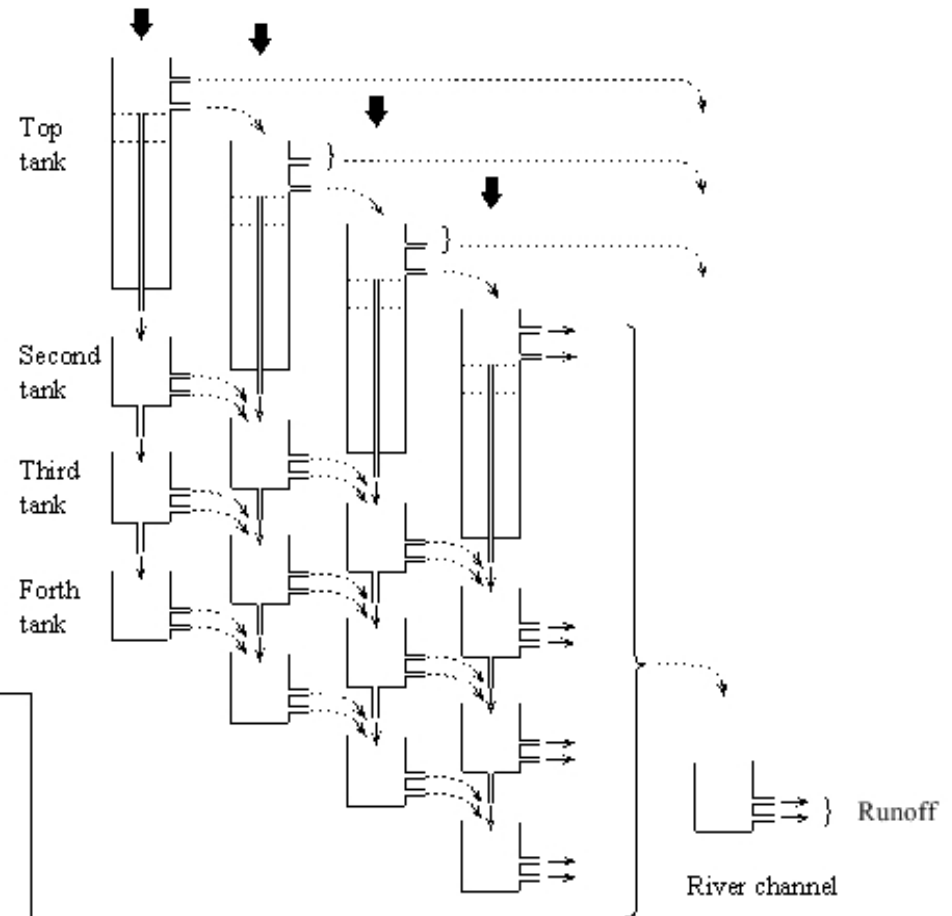 Top
tank
Second
tank
Third
tank
Forth
tank
Runoff
River channel